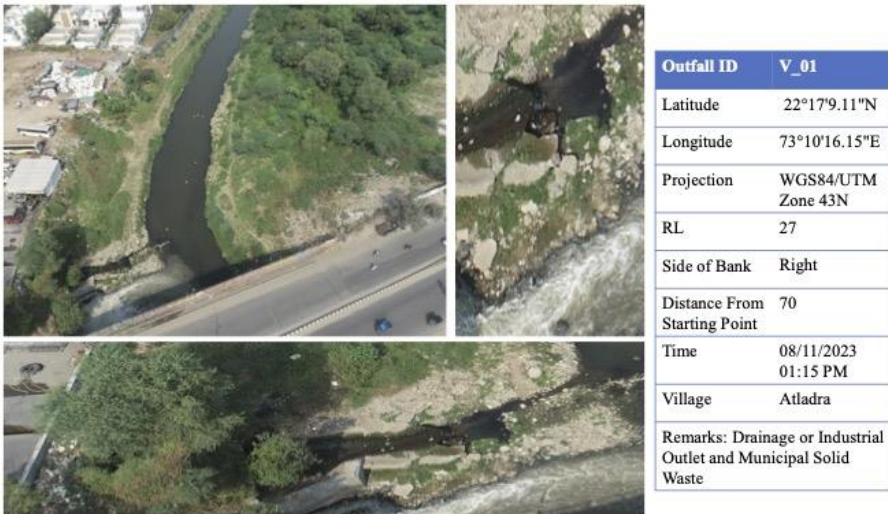 Outfall ID V_01
Latitude 22°17'9.11"N
Longitude 73°10'16.15"E
Projection WGS84/UTM
Zone 43N
RL 27
Side of Bank Right
Distance From 70
Starting Point
Time 08/11/2023
01:15 PM
Village Atladra
Remarks: Drainage or Industrial
Outlet and Municipal Solid
Waste